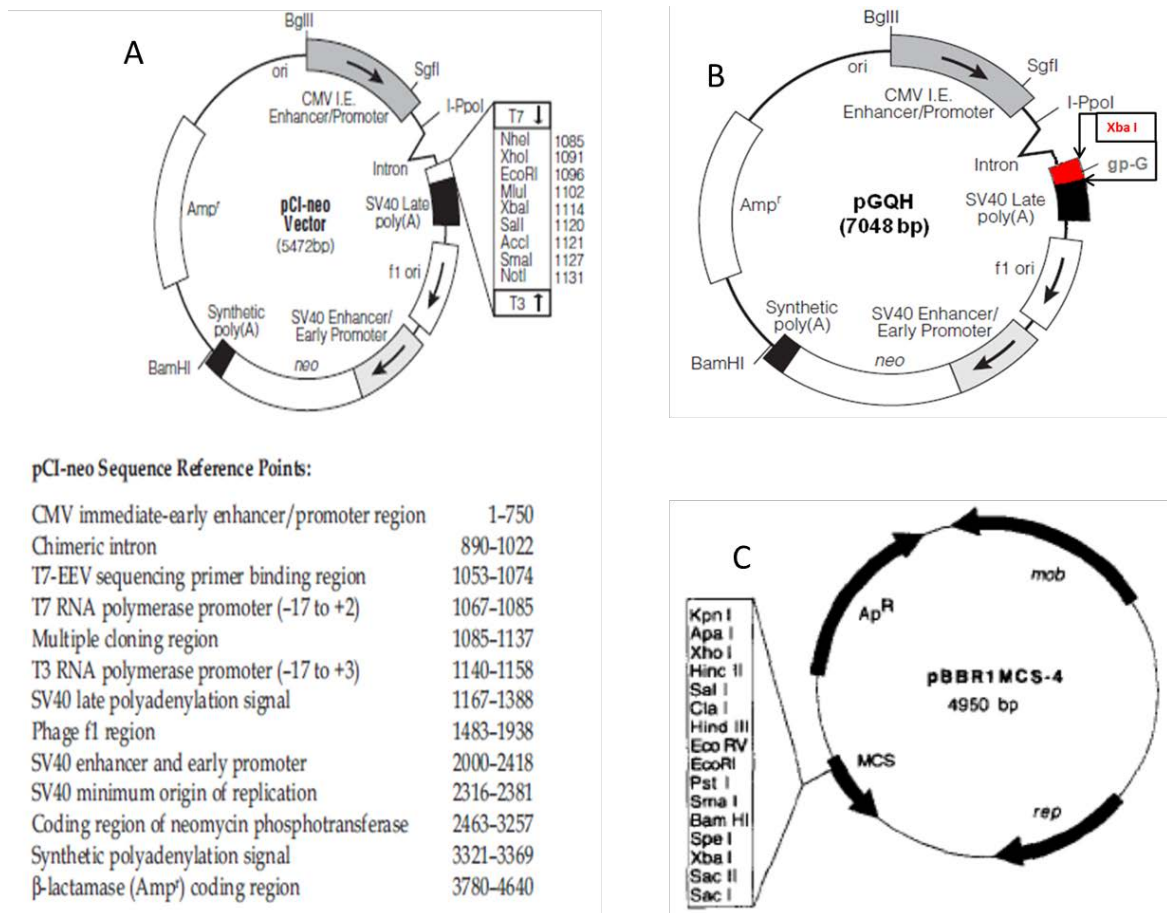 A
BglII
ori
SgfI
CMV I.E.
Enhancer/Promoter
I-PpoI
T7 ↓
NheI 1085
XhoI 1091
EcoRI 1096
MluI 1102
XbaI 1114
SalI 1120
AccI 1121
SmaI 1127
NotI 1131
T3 ↑
Intron
Ampʳ
pCI-neo
Vector
(5472bp)
SV40 Late
poly(A)
f1 ori
Synthetic
poly(A)
SV40 Enhancer/
Early Promoter
BamHI
neo
pCI-neo Sequence Reference Points:
CMV immediate-early enhancer/promoter region 1–750
Chimeric intron 890–1022
T7-EEV sequencing primer binding region 1053–1074
T7 RNA polymerase promoter (–17 to +2) 1067–1085
Multiple cloning region 1085–1137
T3 RNA polymerase promoter (–17 to +3) 1140–1158
SV40 late polyadenylation signal 1167–1388
Phage f1 region 1483–1938
SV40 enhancer and early promoter 2000–2418
SV40 minimum origin of replication 2316–2381
Coding region of neomycin phosphotransferase 2463–3257
Synthetic polyadenylation signal 3321–3369
β-lactamase (Ampʳ) coding region 3780–4640
B
BglII
ori
SgfI
CMV I.E.
Enhancer/Promoter
I-PpoI
Xba I
Intron
gp-G
Ampʳ
pGQH
(7048 bp)
SV40 Late
poly(A)
f1 ori
Synthetic
poly(A)
SV40 Enhancer/
Early Promoter
BamHI
neo
C
mob
ApR
Kpn I
Apa I
Xho I
Hinc II
Sal I
Cla I
Hind III
Eco RV
EcoRI
Pst I
Sma I
Bam HI
Spe I
Xba I
Sac II
Sac I
pBBR1MCS-4
4950 bp
MCS
rep